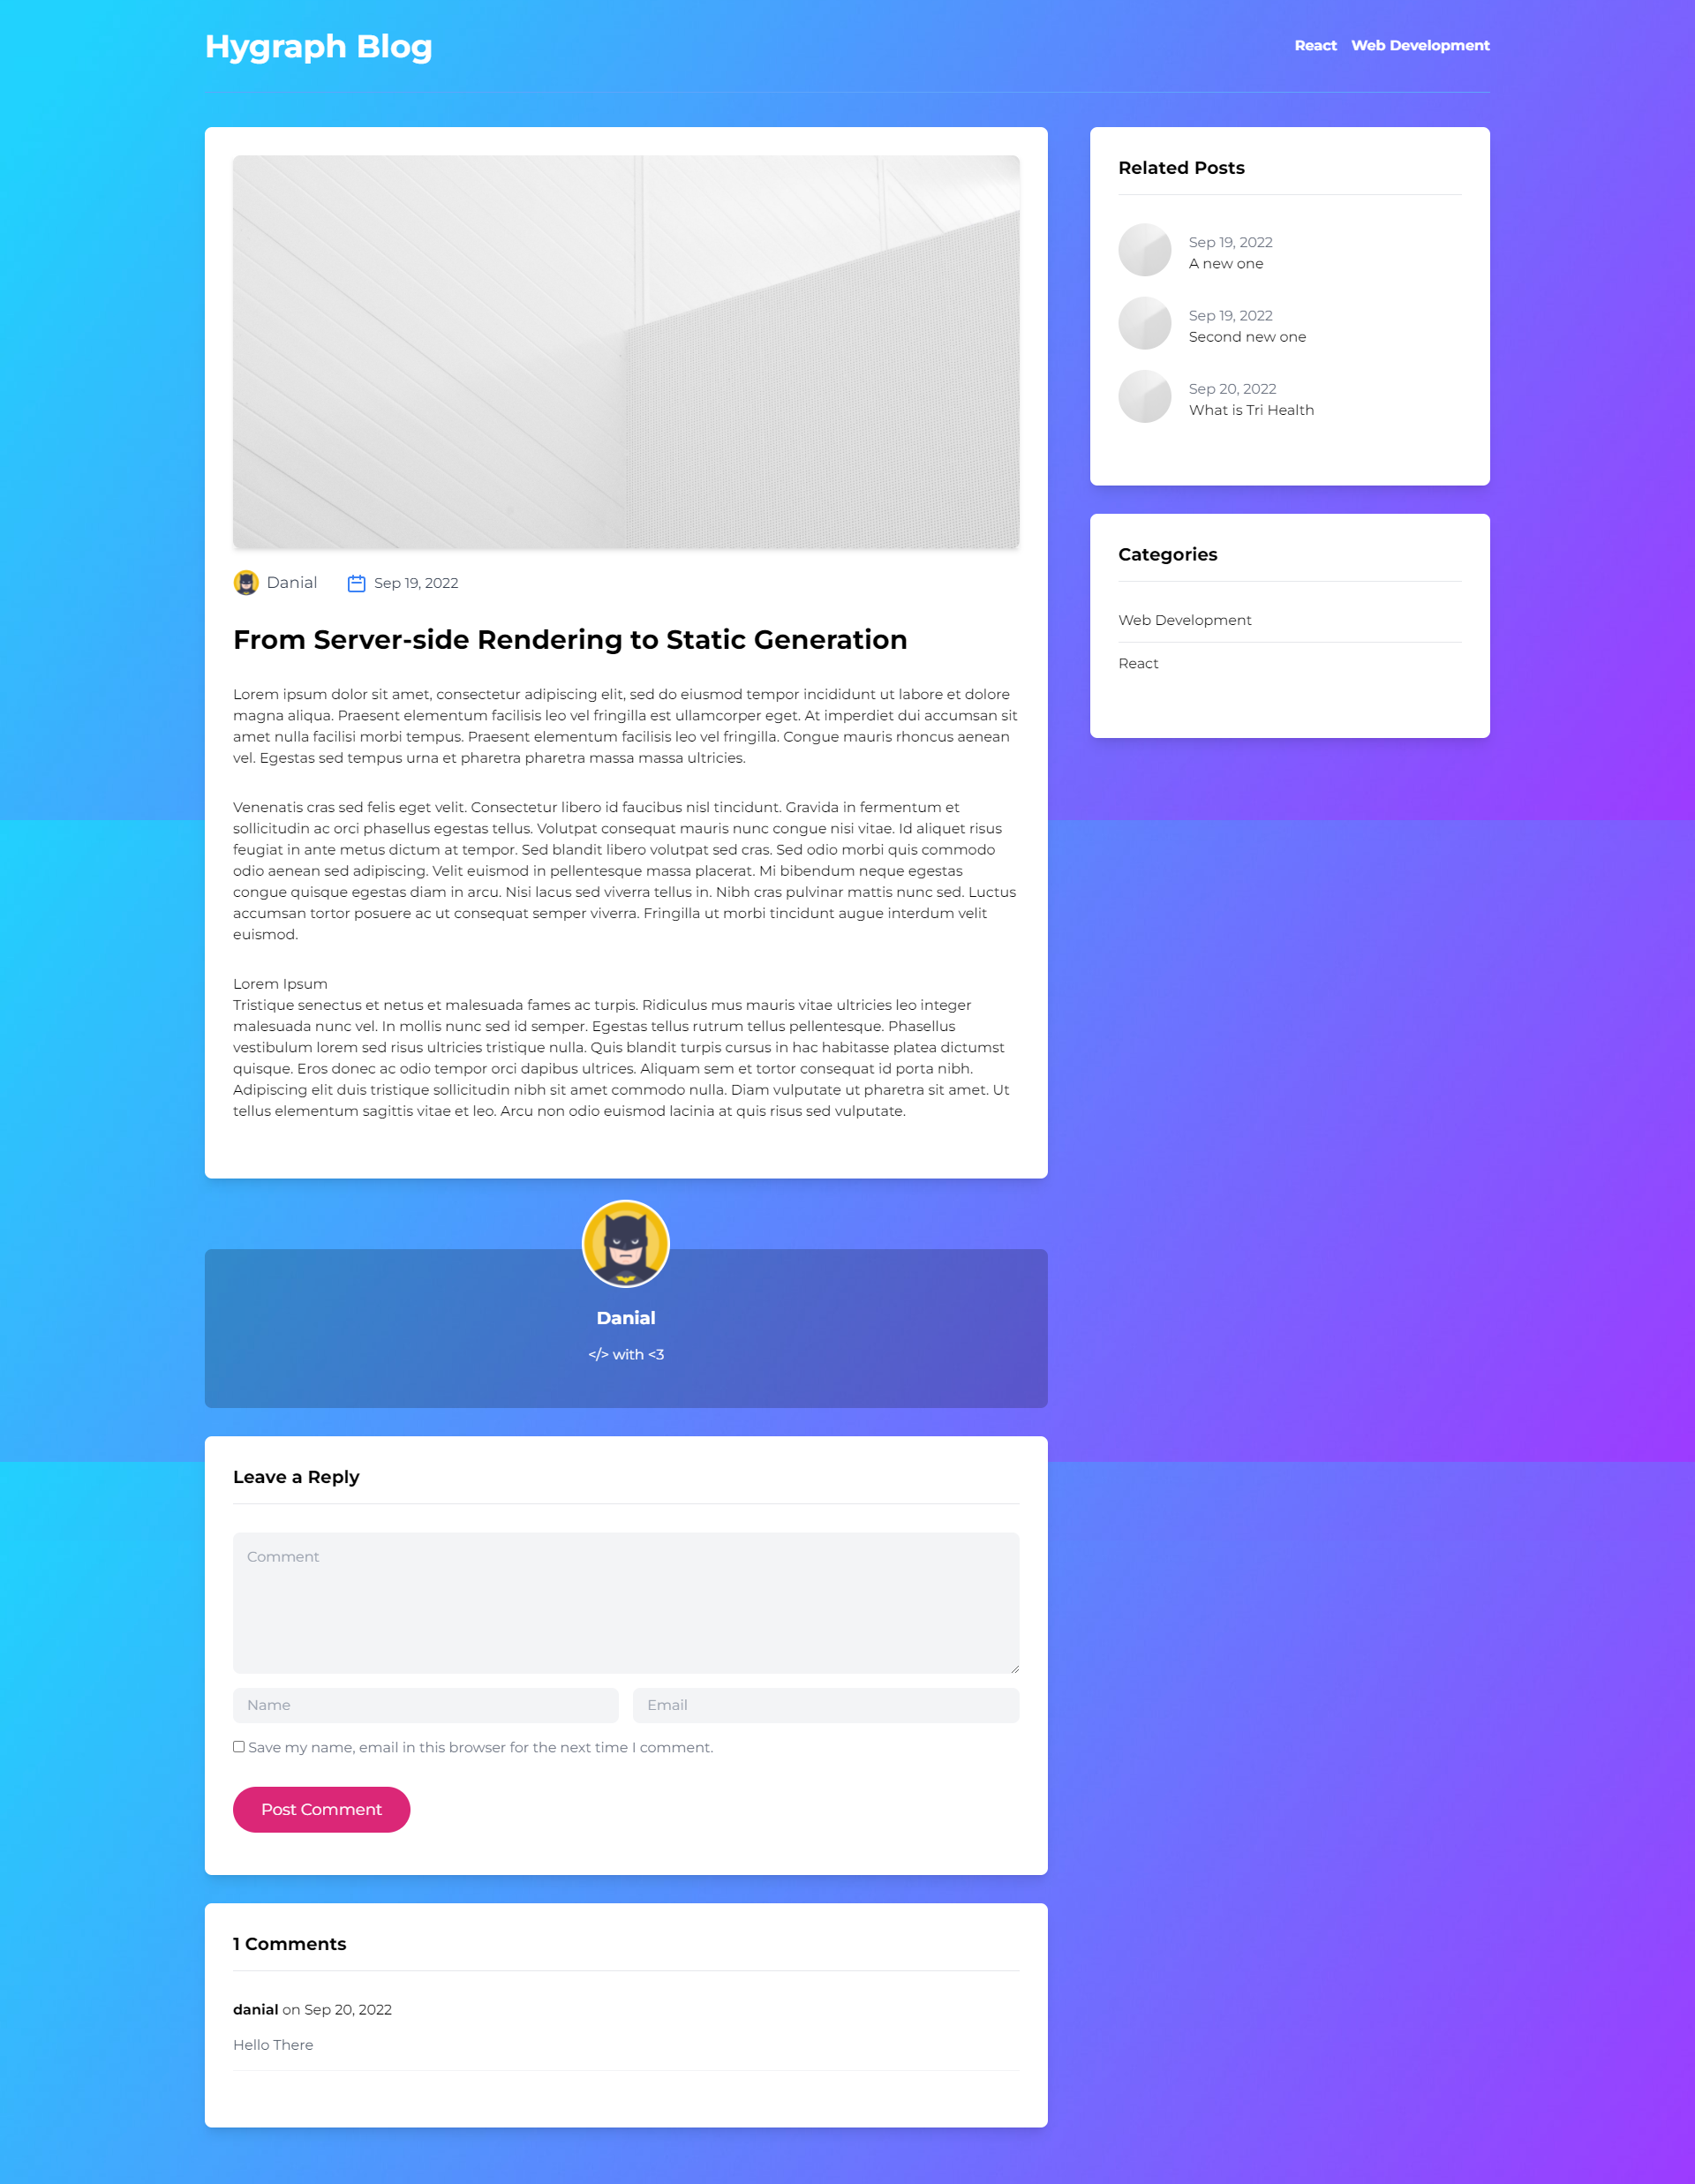 Hygraph Blog
React
Web Development
Danial
Sep 19, 2022
From Server-side Rendering to Static Generation
Lorem ipsum dolor sit amet, consectetur adipiscing elit, sed do eiusmod tempor incididunt ut labore et dolore
magna aliqua. Praesent elementum facilisis leo vel fringilla est ullamcorper eget. At imperdiet dui accumsan sit
amet nulla facilisi morbi tempus. Praesent elementum facilisis leo vel fringilla. Congue mauris rhoncus aenean
vel. Egestas sed tempus urna et pharetra pharetra massa massa ultricies.
Venenatis cras sed felis eget velit. Consectetur libero id faucibus nisl tincidunt. Gravida in fermentum et
sollicitudin ac orci phasellus egestas tellus. Volutpat consequat mauris nunc congue nisi vitae. Id aliquet risus
feugiat in ante metus dictum at tempor. Sed blandit libero volutpat sed cras. Sed odio morbi quis commodo
odio aenean sed adipiscing. Velit euismod in pellentesque massa placerat. Mi bibendum neque egestas
congue quisque egestas diam in arcu. Nisi lacus sed viverra tellus in. Nibh cras pulvinar mattis nunc sed. Luctus
accumsan tortor posuere ac ut consequat semper viverra. Fringilla ut morbi tincidunt augue interdum velit
euismod.
Lorem Ipsum
Tristique senectus et netus et malesuada fames ac turpis. Ridiculus mus mauris vitae ultricies leo integer
malesuada nunc vel. In mollis nunc sed id semper. Egestas tellus rutrum tellus pellentesque. Phasellus
vestibulum lorem sed risus ultricies tristique nulla. Quis blandit turpis cursus in hac habitasse platea dictumst
quisque. Eros donec ac odio tempor orci dapibus ultrices. Aliquam sem et tortor consequat id porta nibh.
Adipiscing elit duis tristique sollicitudin nibh sit amet commodo nulla. Diam vulputate ut pharetra sit amet. Ut
tellus elementum sagittis vitae et leo. Arcu non odio euismod lacinia at quis risus sed vulputate.
Danial
</> with <3
Leave a Reply
Comment
Name
Email
Save my name, email in this browser for the next time I comment.
Post Comment
1 Comments
danial on Sep 20, 2022
Hello There
Related Posts
Sep 19, 2022
A new one
Sep 19, 2022
Second new one
Sep 20, 2022
What is Tri Health
Categories
Web Development
React